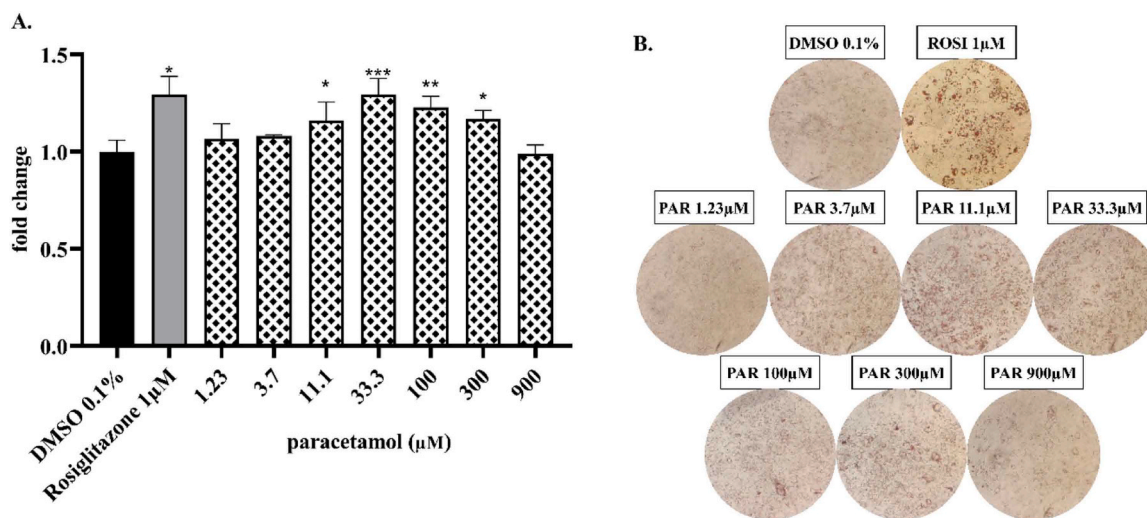 A.
1.5
1.0
0.5
0.0
fold change
*
*
***
**
*
DMSO 0.1%
Rosiglitazone 1µM
1.23
3.7
11.1
33.3
100
300
900
paracetamol (µM)
B.
DMSO 0.1% ROSI 1µM
PAR 1.23µM PAR 3.7µM PAR 11.1µM PAR 33.3µM
PAR 100µM PAR 300µM PAR 900µM